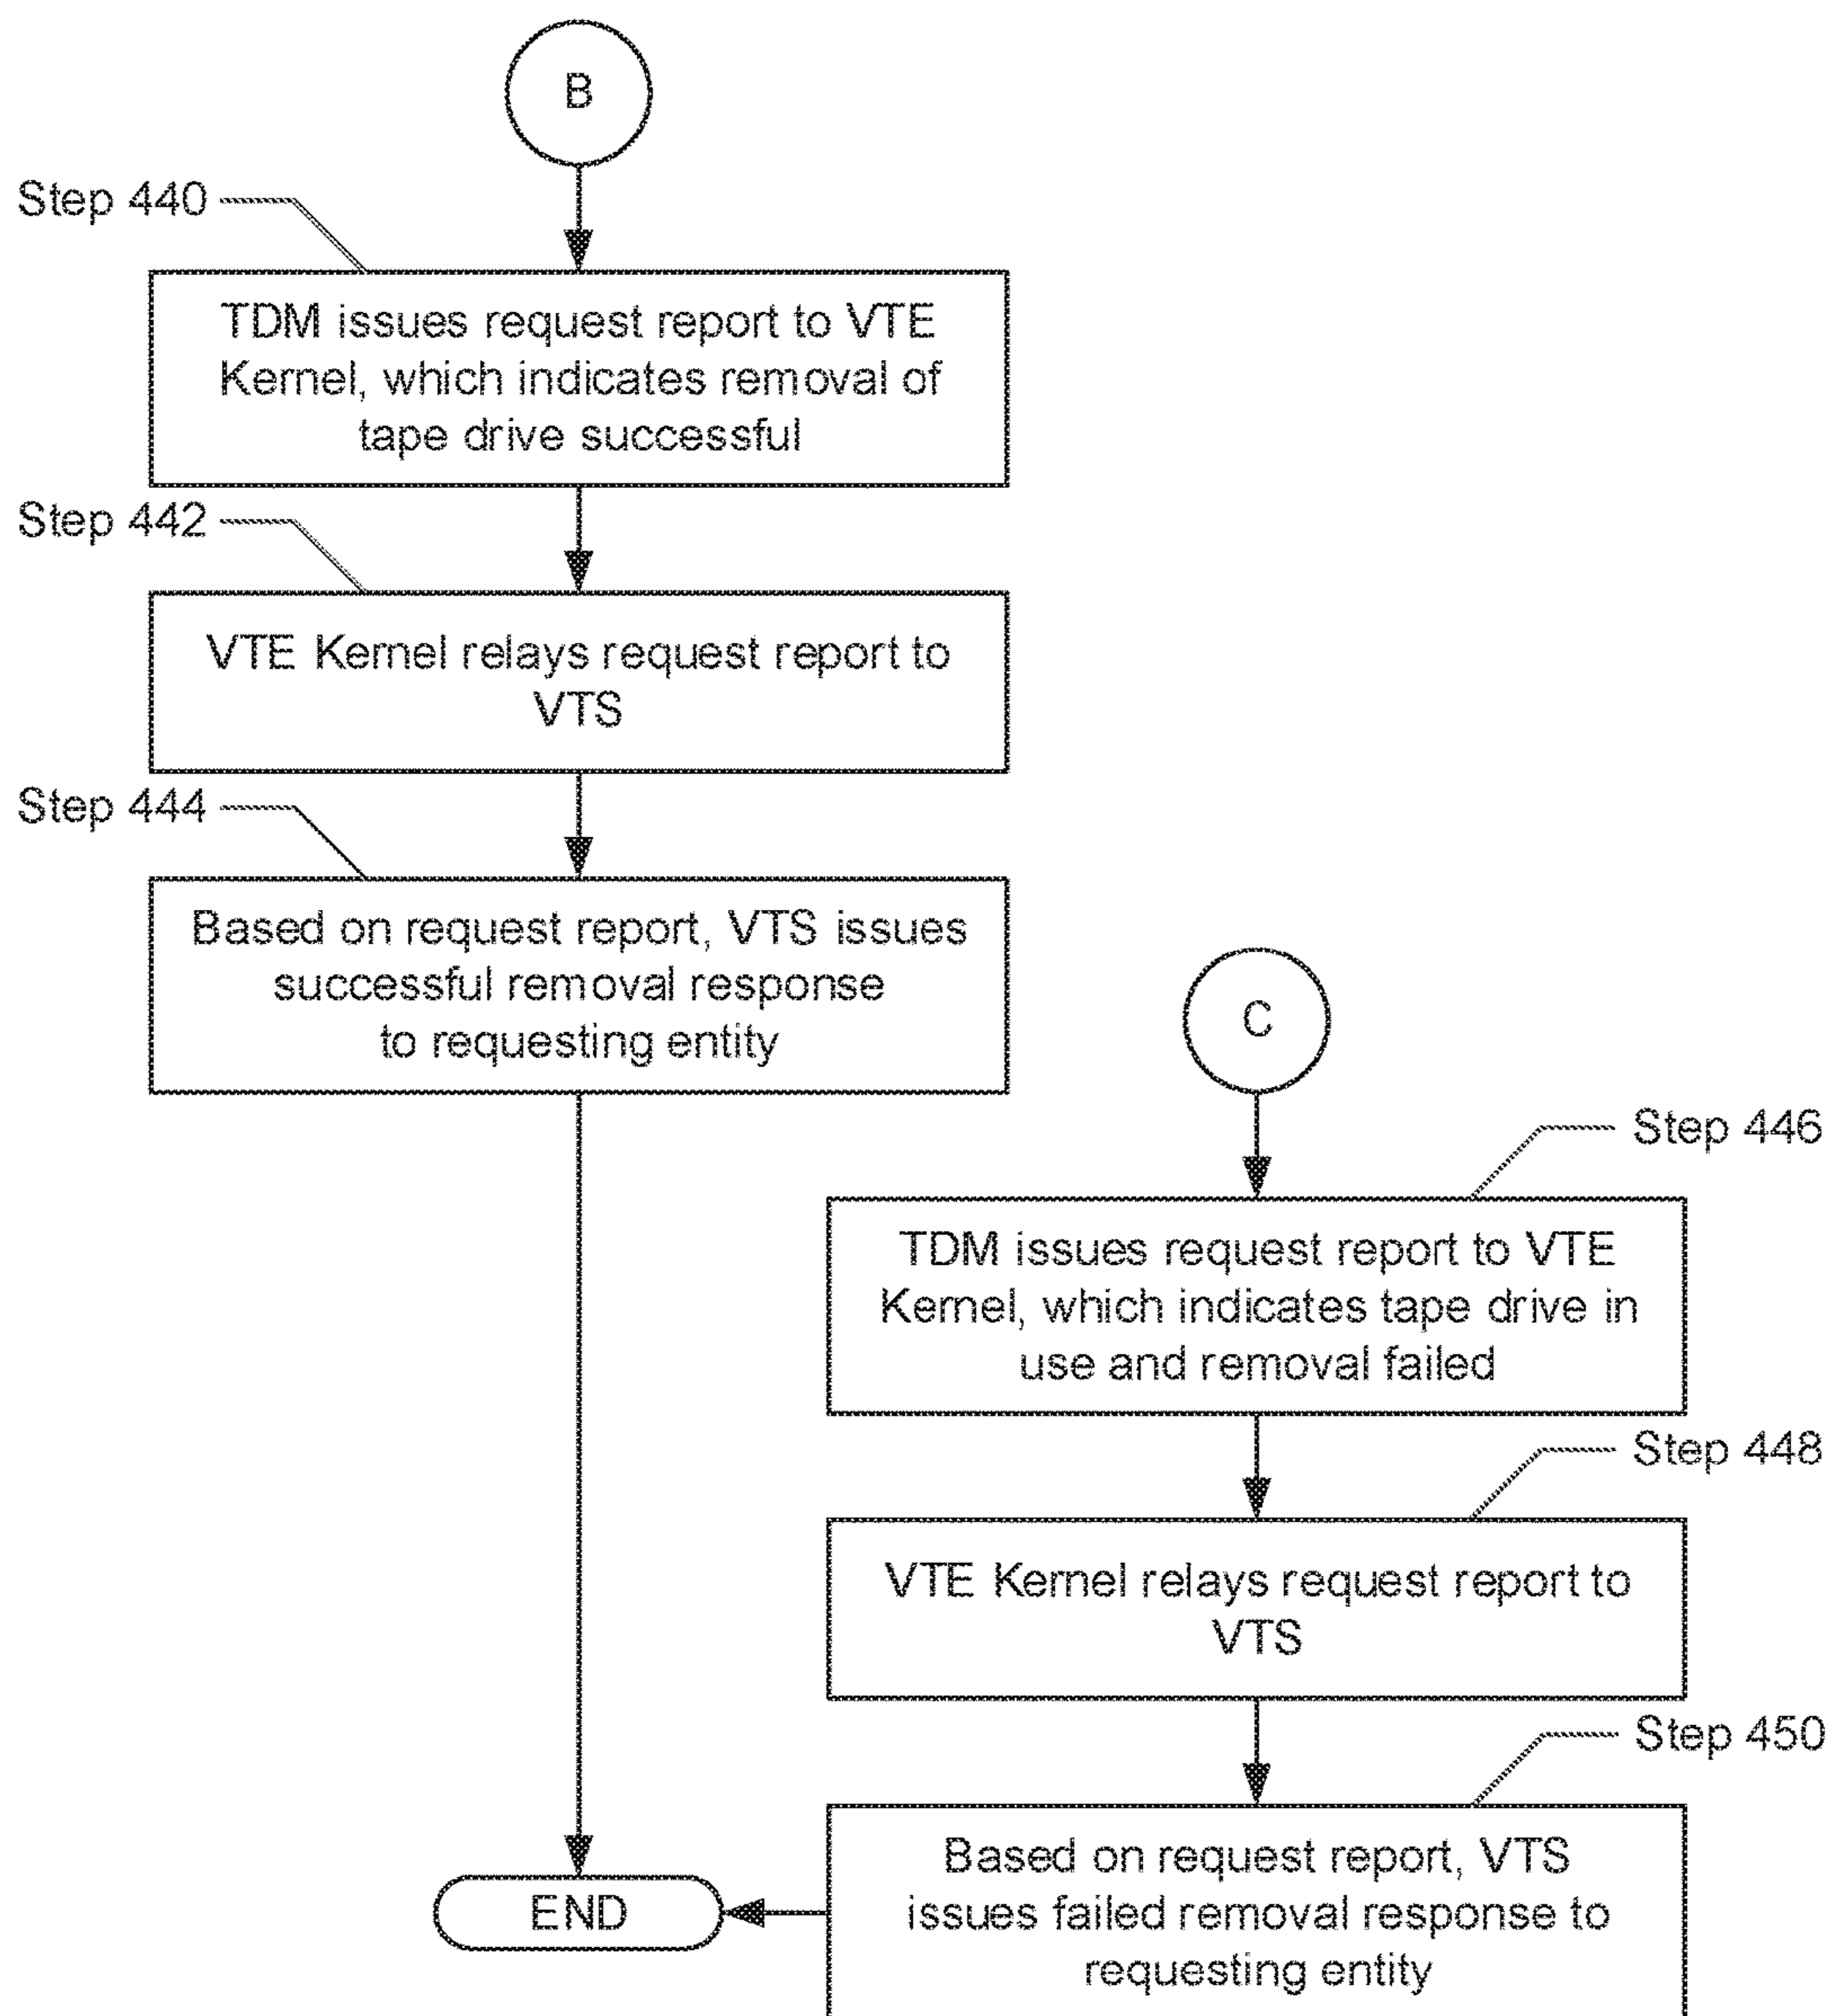 B
Step 440
TDM issues request report to VTE
Kernel, which indicates removal of
tape drive successful
Step 442
VTE Kernel relays request report to
VTS
Step 444
Based on request report, VTS issues
successful removal response
to requesting entity
C
Step 446
TDM issues request report to VTE
Kernel, which indicates tape drive in
use and removal failed
Step 448
VTE Kernel relays request report to
VTS
Step 450
Based on request report, VTS
issues failed removal response to
requesting entity
END